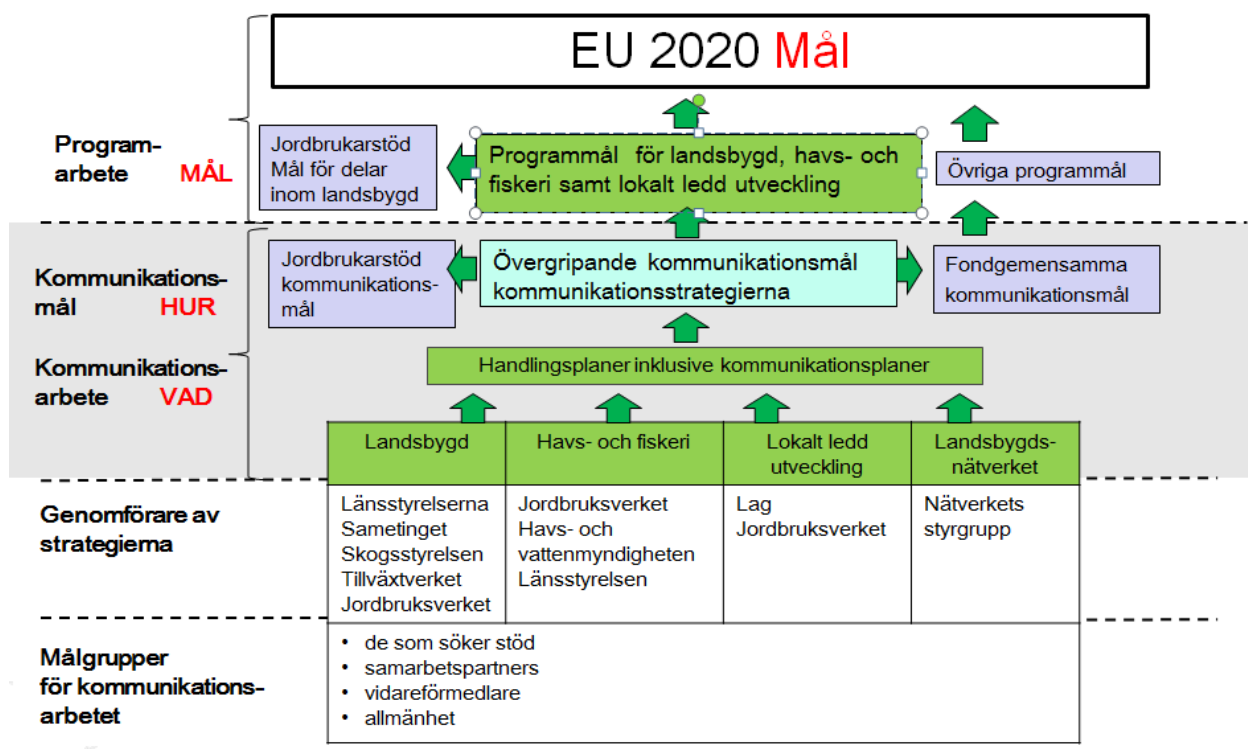 EU 2020 Mål
Program-
arbete MÅL
Jordbrukarstöd
Mål för delar
inom landsbygd
Programmål för landsbygd, havs- och
fiskeri samt lokalt ledd utveckling
Övriga programmål
Kommunikations-
mål HUR
Jordbrukarstöd
kommunikations-
mål
Övergripande kommunikationsmål
kommunikationsstrategierna
Fondgemensamma
kommunikationsmål
Kommunikations-
arbete VAD
Handlingsplaner inklusive kommunikationsplaner
Landsbygd
Havs- och fiskeri
Lokalt ledd
utveckling
Landsbygds-
nätverket
Genomförare av
strategierna
Länsstyrelserna
Sametinget
Skogsstyrelsen
Tillväxtverket
Jordbruksverket
Jordbruksverket
Havs- och
vattenmyndigheten
Länsstyrelsen
Lag
Jordbruksverket
Nätverkets
styrgrupp
Målgrupper
för kommunikations-
arbetet
• de som söker stöd
• samarbetspartners
• vidareförmedlare
• allmänhet